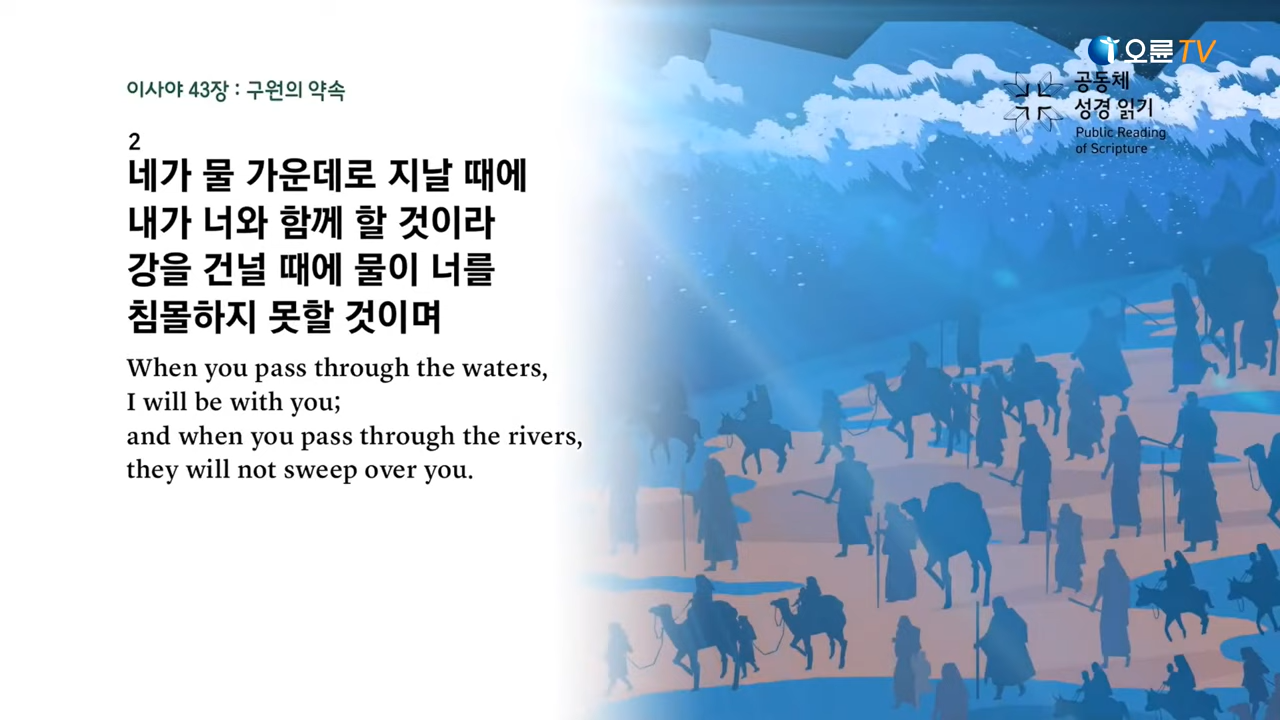 이사야 43장 : 구원의 약속
2
네가 물 가운데로 지날 때에
내가 너와 함께 할 것이라
강을 건널 때에 물이 너를
침몰하지 못할 것이며
When you pass through the waters,
I will be with you;
and when you pass through the rivers,
they will not sweep over you.
오륜TV
공동체
성경 읽기
Public Reading
of Scripture